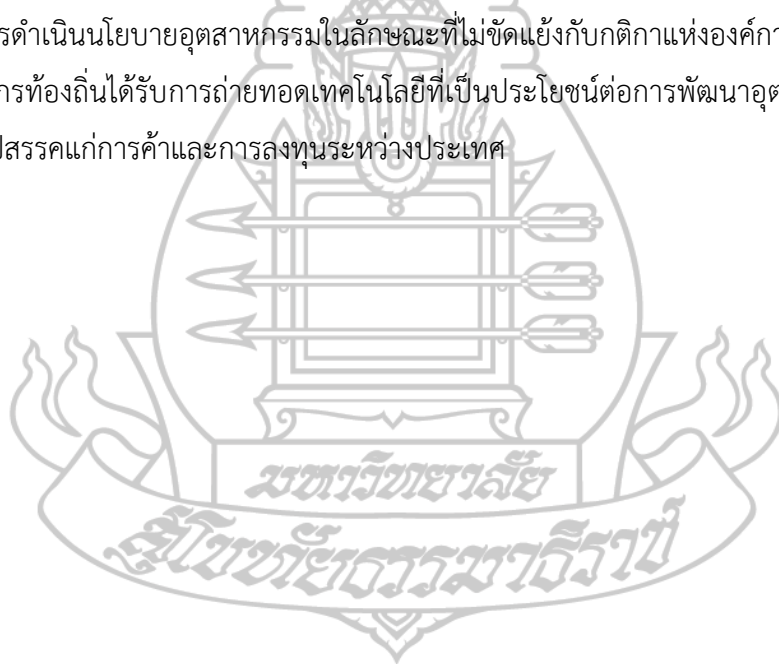 รดำเนินนโยบายอุตสาหกรรมในลักษณะที่ไม่ขัดแย้งกับกติกาแห่งองค์กา
กรท้องถิ่นได้รับการถ่ายทอดเทคโนโลยีที่เป็นประโยชน์ต่อการพัฒนาอุต
ปสรรคแก่การค้าและการลงทุนระหว่างประเทศ
มหาวิทยาลัย
สุโขทัยธรรมาธิราช